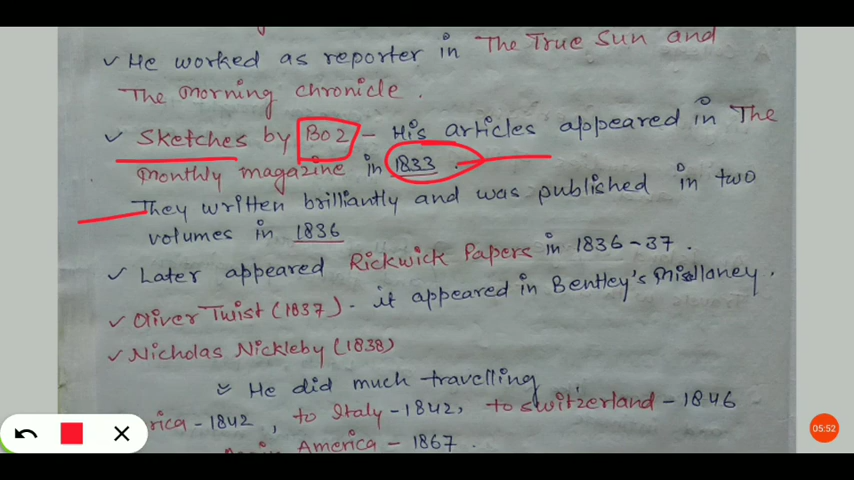 ✓ He worked as reporter in The True Sun and
The Morning chronicle.
✓ Sketches by BO2 - His articles appeared in The
monthly magazine in 1833.
They written brilliantly and was published in two
volumes in 1836
✓ Later appeared Rickwick Papers in 1836-37.
✓ Oliver Twist (1837). it appeared in Bentley's
✓ Nicholas Nickleby (1838)
He did much travelling
rica - 1842, to Italy - 1842, to switzerland - 1846
America - 1867.
05:52